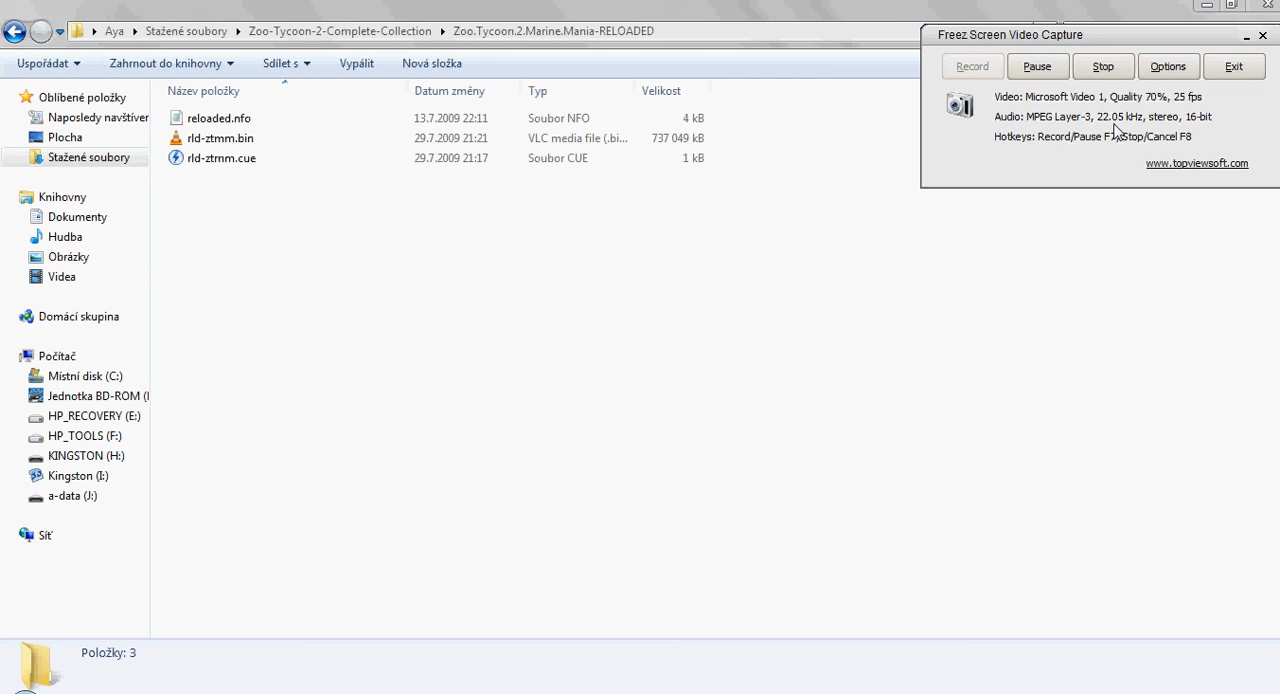 Aya Stažené soubory Zoo-Tycoon-2-Complete-Collection Zoo.Tycoon.2.Marine.Mania-RELOADED
Uspořádat Zahrnout do knihovny Sdílet s Vypálit Nová složka
Oblíbené položky
Naposledy navštíven
Plocha
Stažené soubory
Knihovny
Dokumenty
Hudba
Obrázky
Videa
Domácí skupina
Počítač
Místní disk (C:)
Jednotka BD-ROM (
HP_RECOVERY (E:)
HP_TOOLS (F:)
KINGSTON (H:)
Kingston (I:)
a-data (J:)
Síť
Název položky Datum změny Typ Velikost
reloaded.nfo 13.7.2009 22:11 Soubor NFO 4 kB
rld-ztmm.bin 29.7.2009 21:21 VLC media file (.bi... 737 049 kB
rld-ztmm.cue 29.7.2009 21:17 Soubor CUE 1 kB
Freez Screen Video Capture
Record Pause Stop Options Exit
Video: Microsoft Video 1, Quality 70%, 25 fps
Audio: MPEG Layer-3, 22.05 kHz, stereo, 16-bit
Hotkeys: Record/Pause Stop/Cancel F8
www.topviewsoft.com
Položky: 3